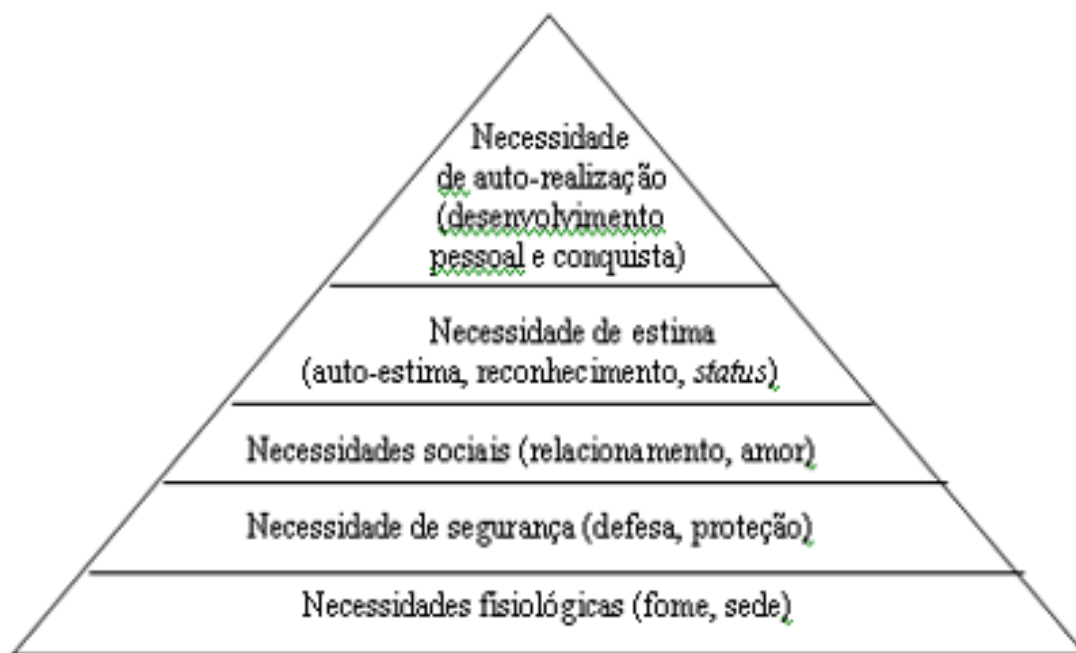 Necessidade
de auto-realização
(desenvolvimento
pessoal e conquista)
Necessidade de estima
(auto-estima, reconhecimento, status)
Necessidades sociais (relacionamento, amor)
Necessidade de segurança (defesa, proteção)
Necessidades fisiológicas (fome, sede)